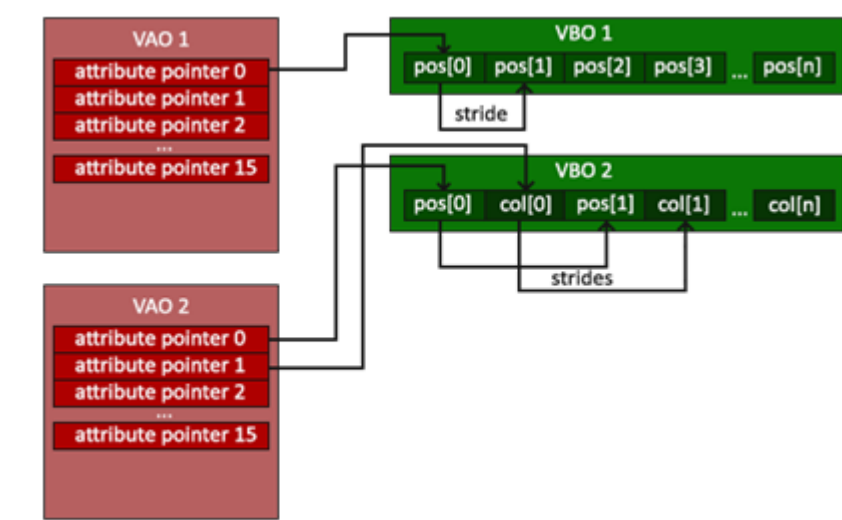 VAO 1
attribute pointer 0
attribute pointer 1
attribute pointer 2
...
attribute pointer 15
VBO 1
pos[0] pos[1] pos[2] pos[3] ... pos[n]
stride
VBO 2
pos[0] col[0] pos[1] col[1] ... col[n]
strides
VAO 2
attribute pointer 0
attribute pointer 1
attribute pointer 2
...
attribute pointer 15